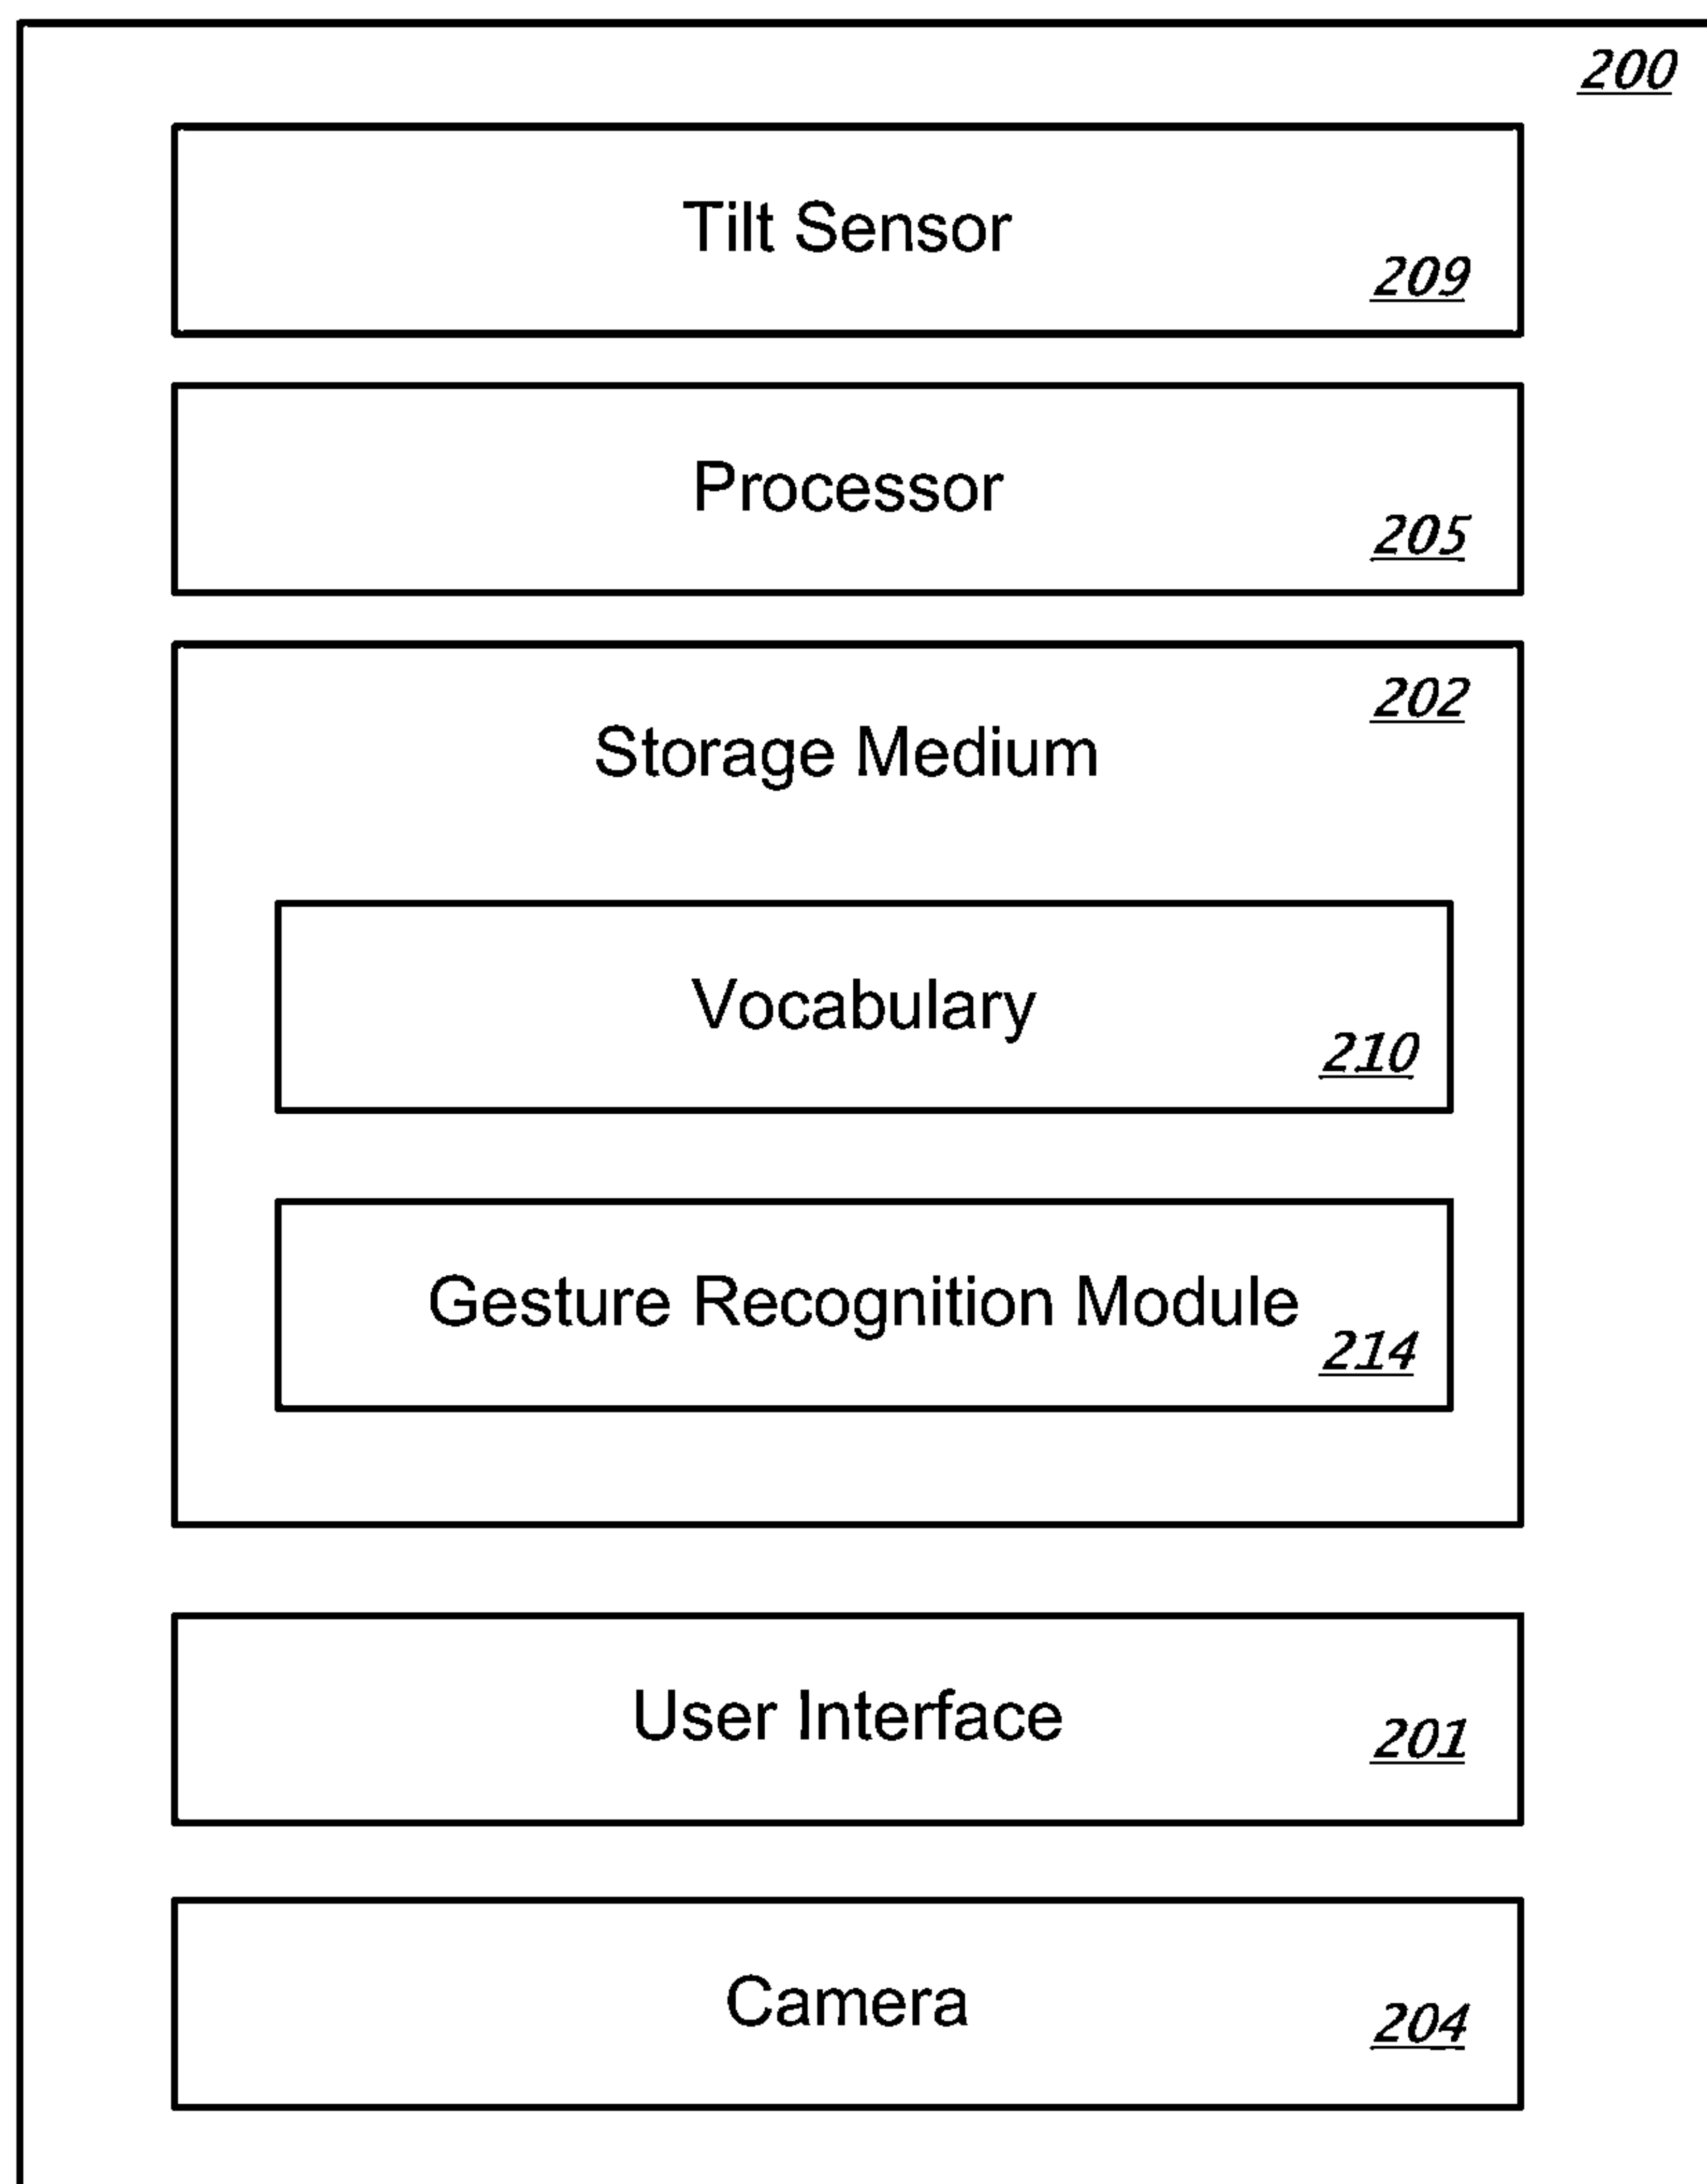 200
Tilt Sensor
209
Processor
205
202
Storage Medium
Vocabulary
210
Gesture Recognition Module
214
User Interface
201
Camera
204